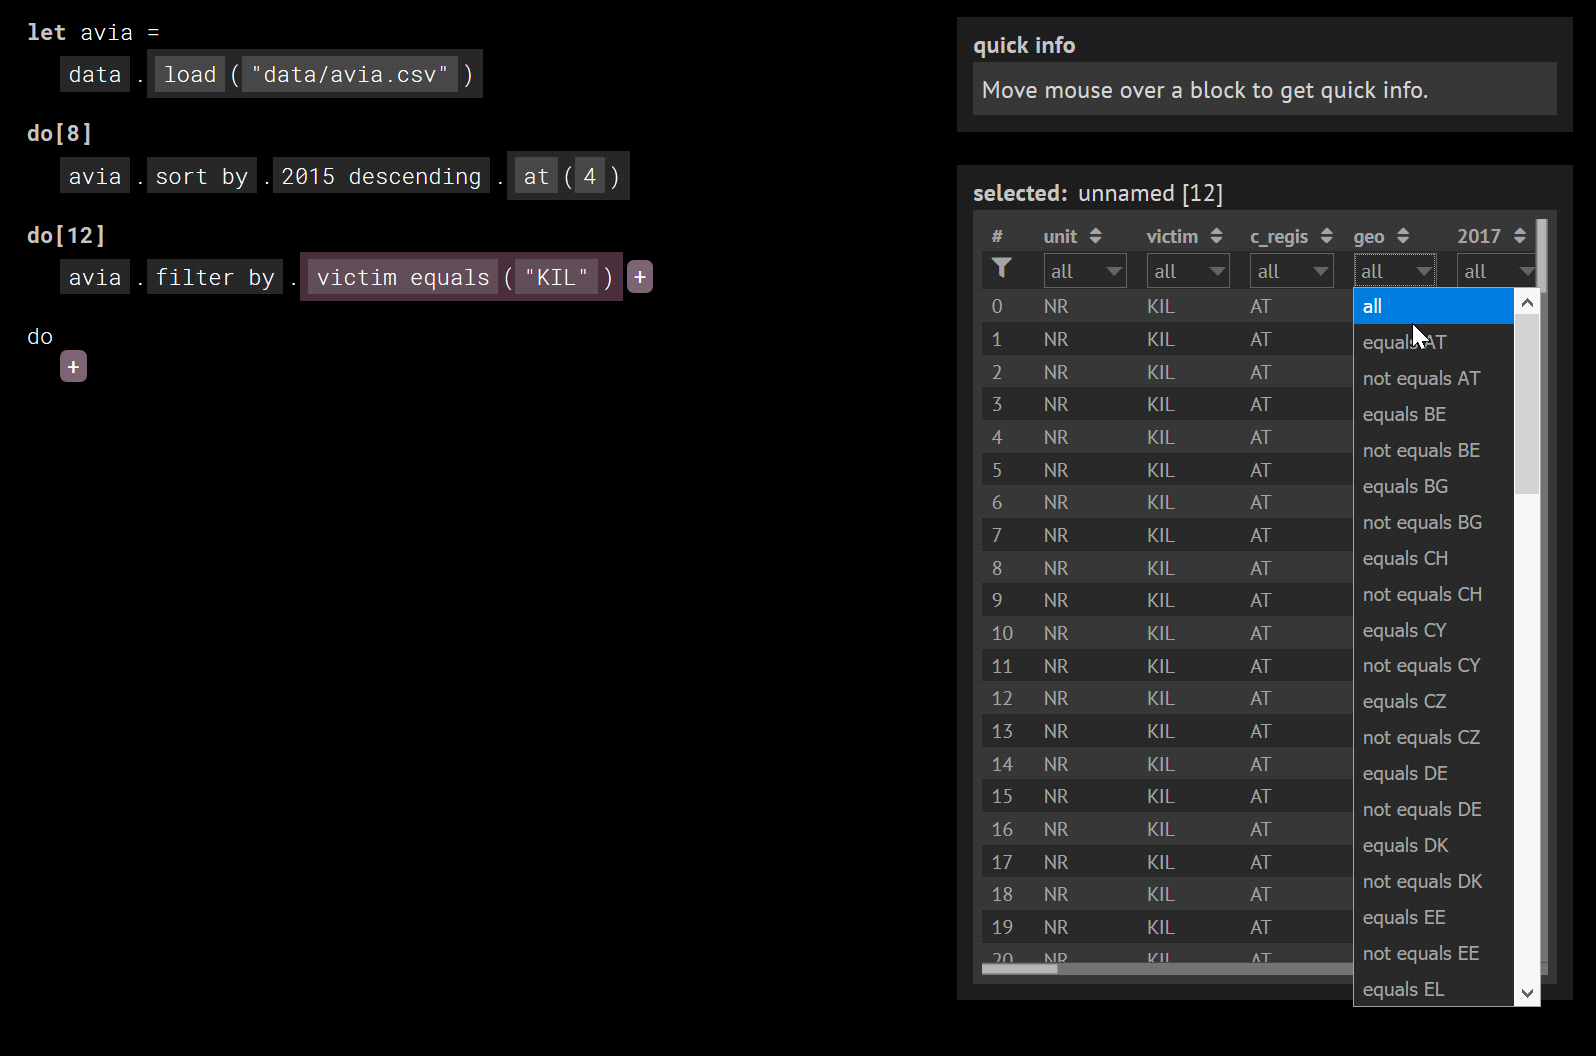 let avia =
data . load ( "data/avia.csv" )
do[8]
avia . sort by . 2015 descending . at ( 4 )
do[12]
avia . filter by . victim equals ( "KIL" ) +
do
+
quick info
Move mouse over a block to get quick info.
selected: unnamed [12]
# unit victim c_regis geo 2017
all all all all all
0 NR KIL AT
1 NR KIL AT
2 NR KIL AT
3 NR KIL AT
4 NR KIL AT
5 NR KIL AT
6 NR KIL AT
7 NR KIL AT
8 NR KIL AT
9 NR KIL AT
10 NR KIL AT
11 NR KIL AT
12 NR KIL AT
13 NR KIL AT
14 NR KIL AT
15 NR KIL AT
16 NR KIL AT
17 NR KIL AT
18 NR KIL AT
19 NR KIL AT
20 NR KIL AT
all
equals AT
not equals AT
equals BE
not equals BE
equals BG
not equals BG
equals CH
not equals CH
equals CY
not equals CY
equals CZ
not equals CZ
equals DE
not equals DE
equals DK
not equals DK
equals EE
not equals EE
equals EL